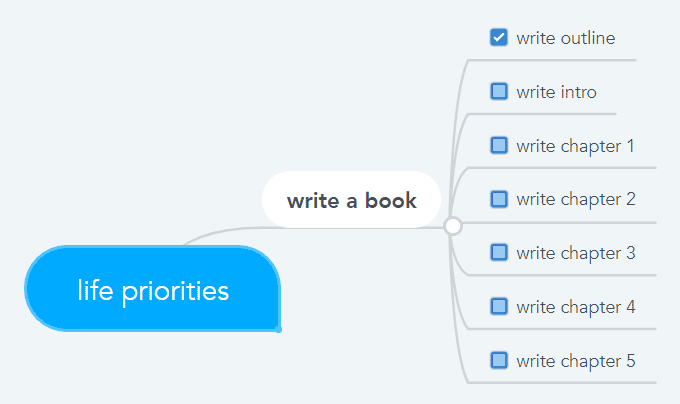 life priorities
write a book
write outline
write intro
write chapter 1
write chapter 2
write chapter 3
write chapter 4
write chapter 5